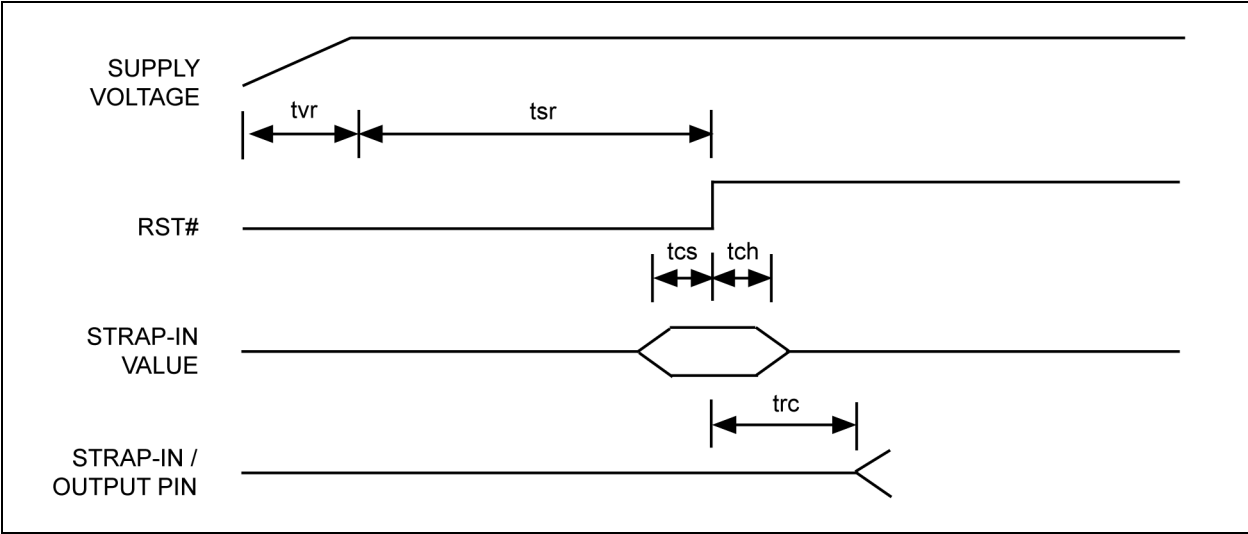 SUPPLY
VOLTAGE
tvr
tsr
RST#
tcs
tch
STRAP-IN
VALUE
trc
STRAP-IN /
OUTPUT PIN